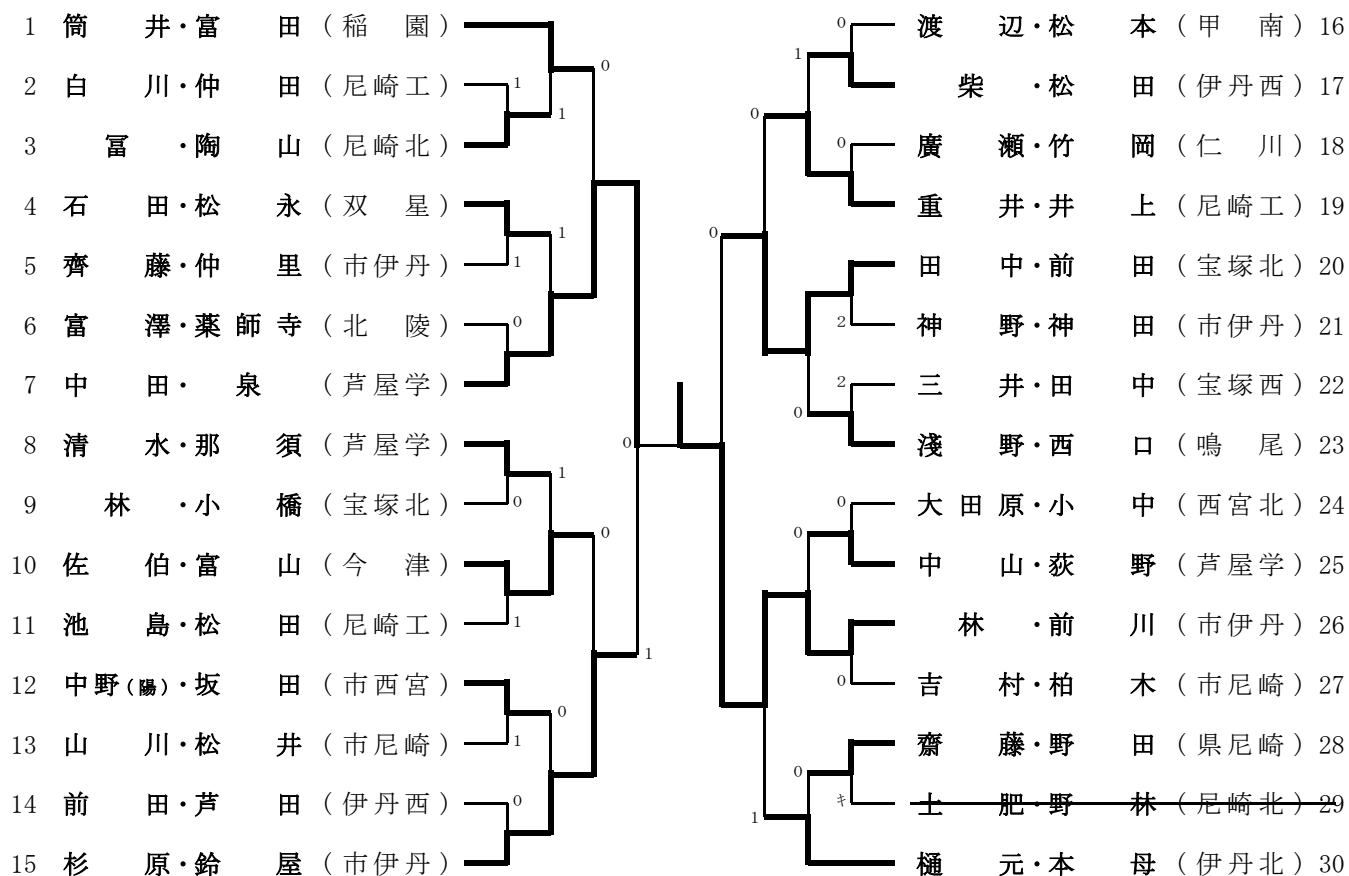 1 筒井・富田（稲園）
2 白川・仲田（尼崎工）
3 冨・陶山（尼崎北）
4 石田・松永（双星）
5 齊藤・仲里（市伊丹）
6 富澤・薬師寺（北陵）
7 中田・泉（芦屋学）
8 清水・那須（芦屋学）
9 林・小橋（宝塚北）
10 佐伯・富山（今津）
11 池島・松田（尼崎工）
12 中野(陽)・坂田（市西宮）
13 山川・松井（市尼崎）
14 前田・芦田（伊丹西）
15 杉原・鈴屋（市伊丹）
0
1
1
1
1
0
1
0
0
1
0
1
0
1
0
1
0
0
1
0
0
0
2
2
0
0
0
0
0
キ
1
渡辺・松本（甲南）16
柴・松田（伊丹西）17
廣瀬・竹岡（仁川）18
重井・井上（尼崎工）19
田中・前田（宝塚北）20
神野・神田（市伊丹）21
三井・田中（宝塚西）22
淺野・西口（鳴尾）23
大田原・小中（西宮北）24
中山・荻野（芦屋学）25
林・前川（市伊丹）26
吉村・柏木（市尼崎）27
齋藤・野田（県尼崎）28
土肥・野林（尼崎北）29
樋元・本母（伊丹北）30